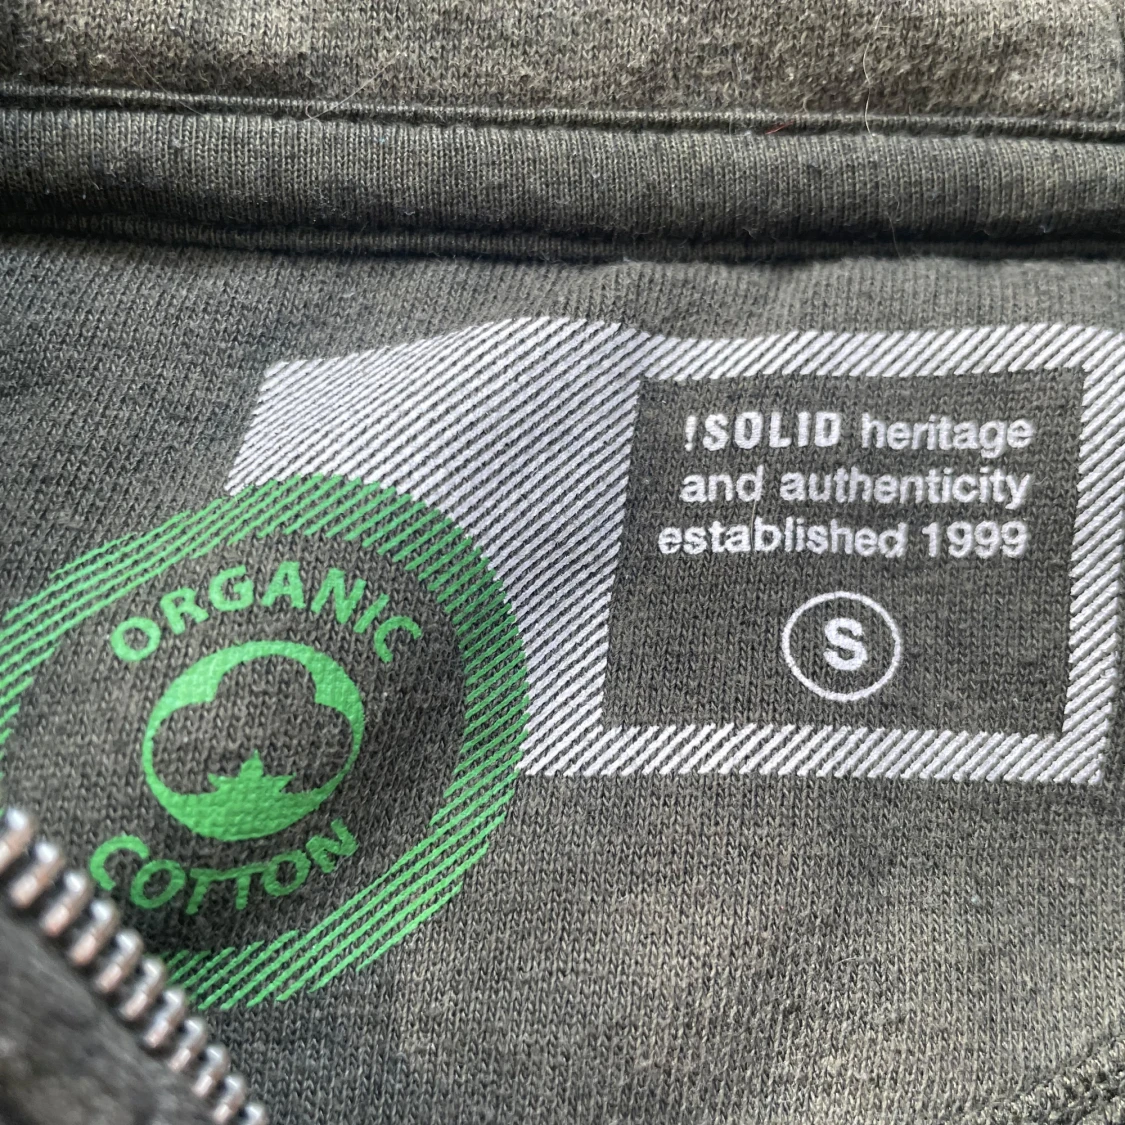 !SOLID heritage
and authenticity
established 1999
S
ORGANIC
COTTON